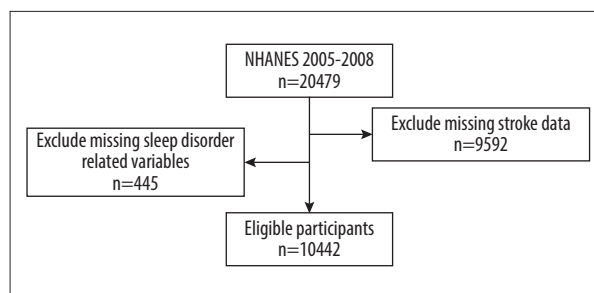 NHANES 2005-2008
n=20479
Exclude missing stroke data
n=9592
Exclude missing sleep disorder
related variables
n=445
Eligible participants
n=10442